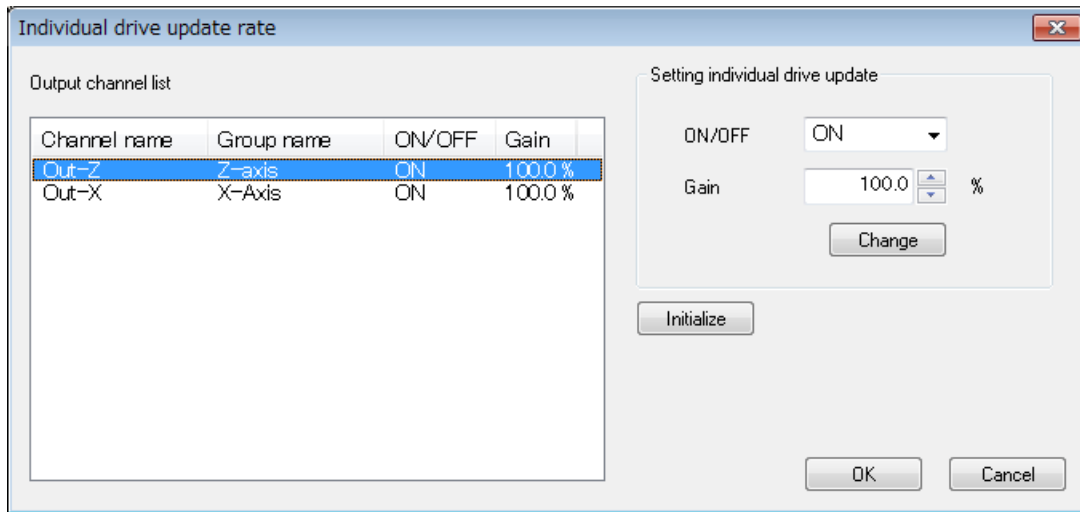 Individual drive update rate
Output channel list
Channel name Group name ON/OFF Gain
Out-Z Z-axis ON 100.0 %
Out-X X-Axis ON 100.0 %
Setting individual drive update
ON/OFF ON
Gain 100.0 %
Change
Initialize
OK Cancel